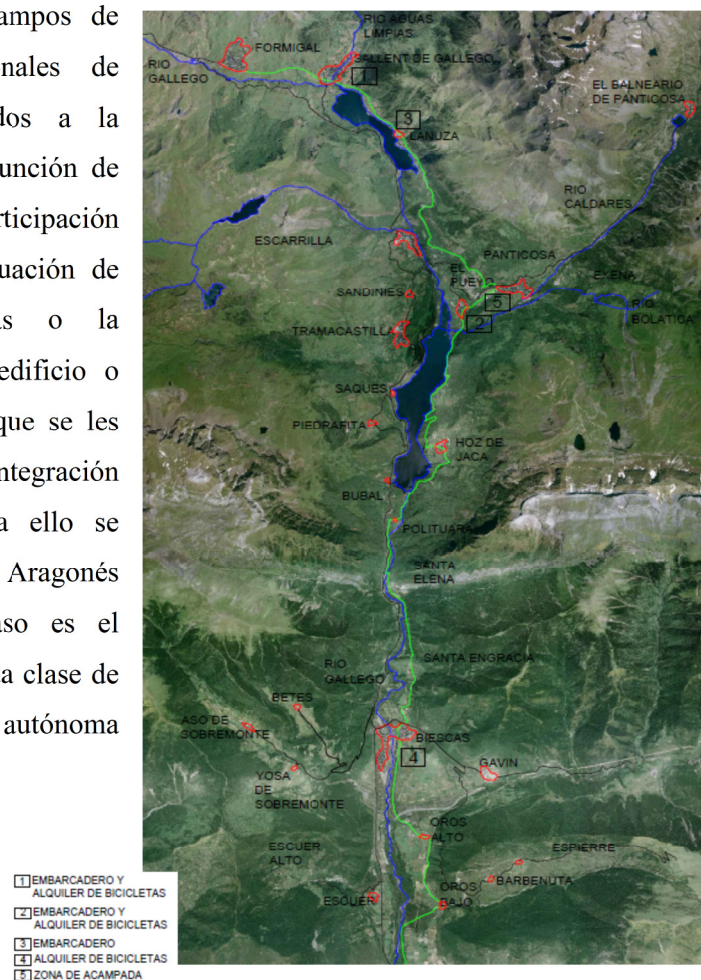 ampos de
nales de
dos a la
unción de
rticipación
uación de
as o la
edificio o
que se les
ntegración
a ello se
Aragonés
aso es el
ta clase de
autónoma
RIO AGUAS
LIMPIAS
FORMIGAL
RIO
GALLEGO
SALLENT DE GALLEGO
1
EL BALNEARIO
DE PANTICOSA
3
LANUZA
RIO
CALDARES
ESCARRILLA
PANTICOSA
EL
PUEYO
EXENA
SANDINIES
5
RIO
BOLATICA
2
TRAMACASTILLA
SAQUES
PIEDRAFITA
HOZ DE
JACA
BUBAL
POLITUARA
SANTA
ELENA
RIO
GALLEGO
SANTA ENGRACIA
BETES
ASO DE
SOBREMONTE
BIESCAS
4
GAVIN
YOSA
DE
SOBREMONTE
OROS
ALTO
ESCUER
ALTO
ESPIERRE
BARBENUTA
ESCUER
OROS
BAJO
1 EMBARCADERO Y
ALQUILER DE BICICLETAS
2 EMBARCADERO Y
ALQUILER DE BICICLETAS
3 EMBARCADERO
4 ALQUILER DE BICICLETAS
5 ZONA DE ACAMPADA